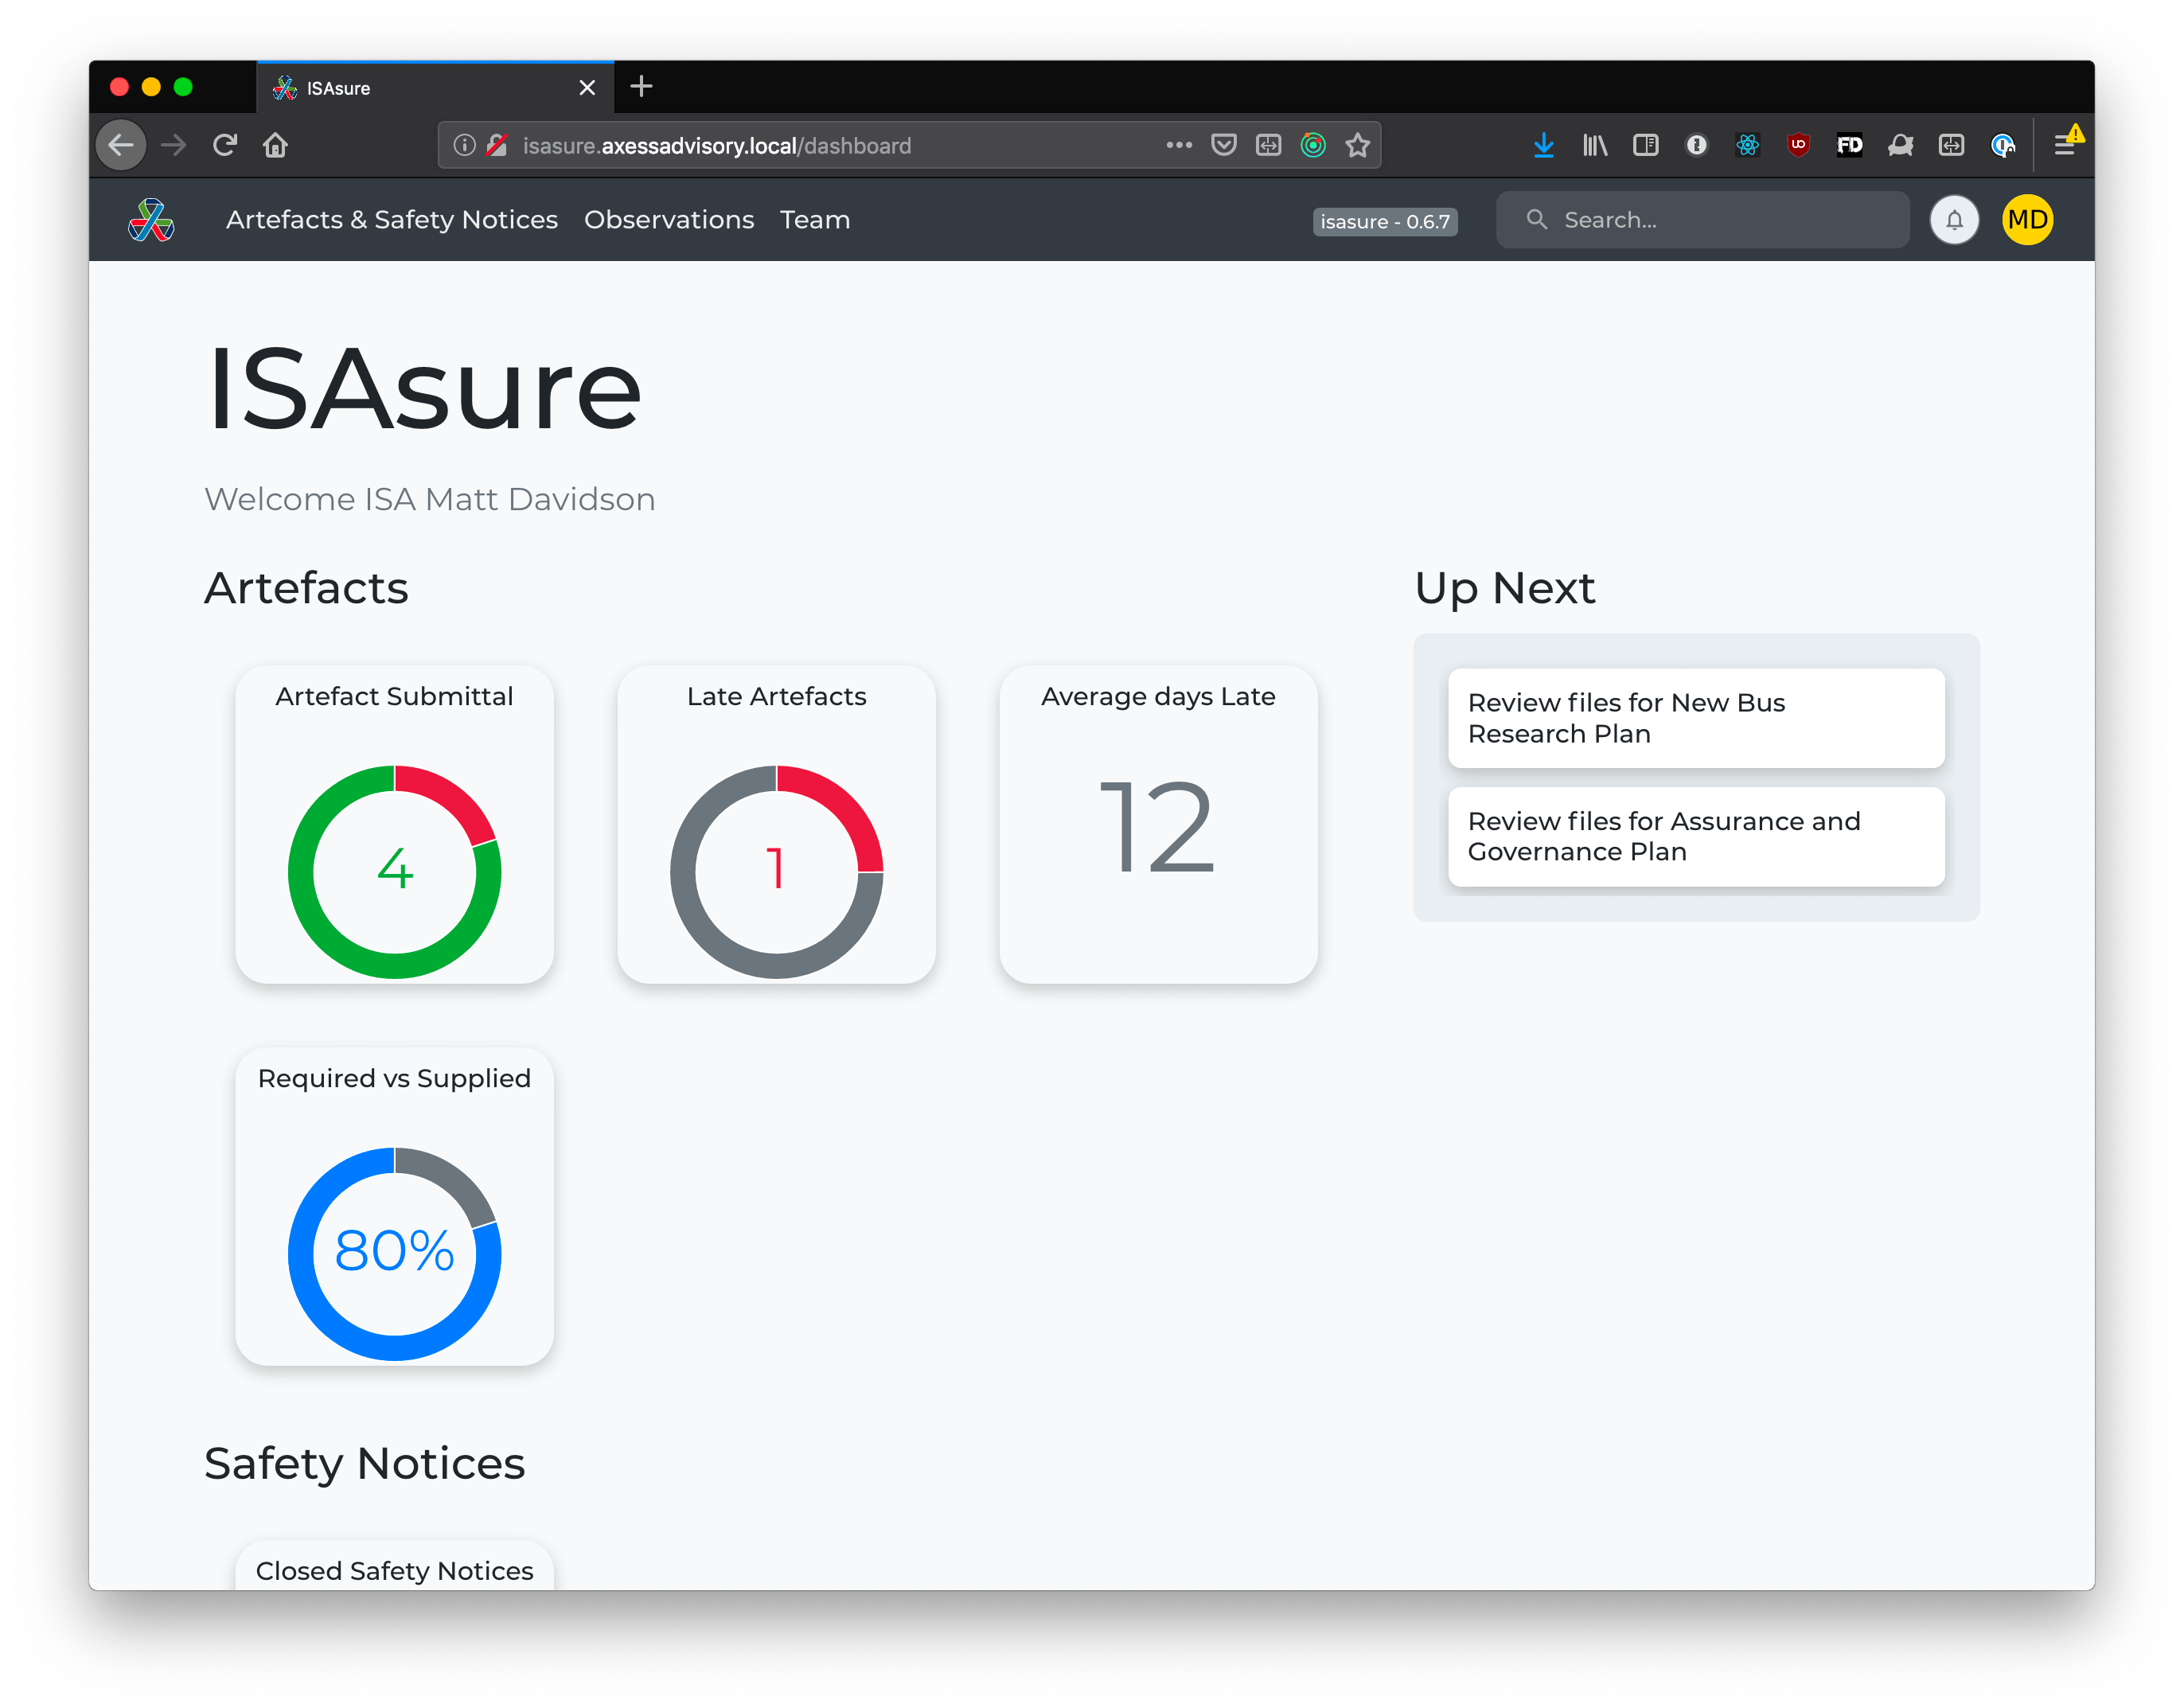 ISAsure
isasure.axessadvisory.local/dashboard
UO
FD
Artefacts & Safety Notices
Observations
Team
isasure - 0.6.7
Search...
MD
ISAsure
Welcome ISA Matt Davidson
Artefacts
Up Next
Artefact Submittal
4
Late Artefacts
1
Average days Late
12
Review files for New Bus
Research Plan
Review files for Assurance and
Governance Plan
Required vs Supplied
80%
Safety Notices
Closed Safety Notices